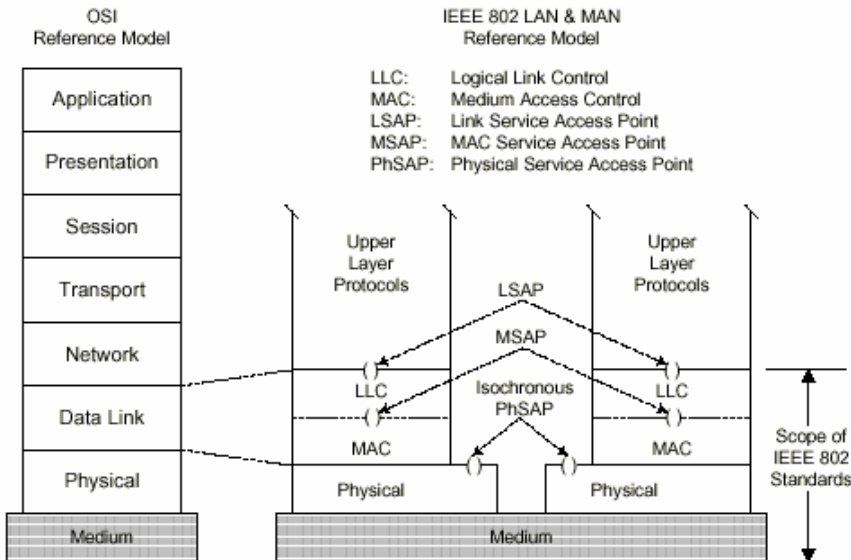 OSI
Reference Model
Application
Presentation
Session
Transport
Network
Data Link
Physical
Medium
IEEE 802 LAN & MAN
Reference Model
LLC: Logical Link Control
MAC: Medium Access Control
LSAP: Link Service Access Point
MSAP: MAC Service Access Point
PhSAP: Physical Service Access Point
Upper
Layer
Protocols
LSAP
MSAP
Isochronous
PhSAP
Upper
Layer
Protocols
LLC
MAC
Physical
LLC
MAC
Physical
Medium
Scope of
IEEE 802
Standards